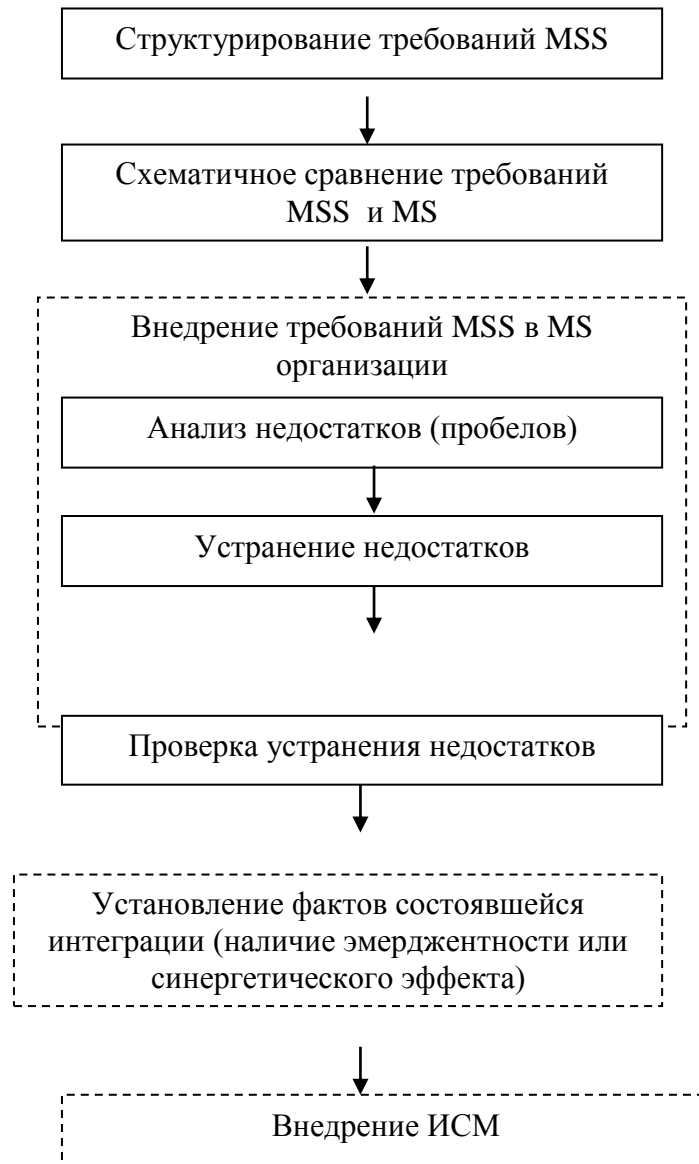 Структурирование требований MSS
Схематичное сравнение требований
MSS и MS
Внедрение требований MSS в MS
организации
Анализ недостатков (пробелов)
Устранение недостатков
Проверка устранения недостатков
Установление фактов состоявшейся
интеграции (наличие эмерджентности или
синергетического эффекта)
Внедрение ИСМ